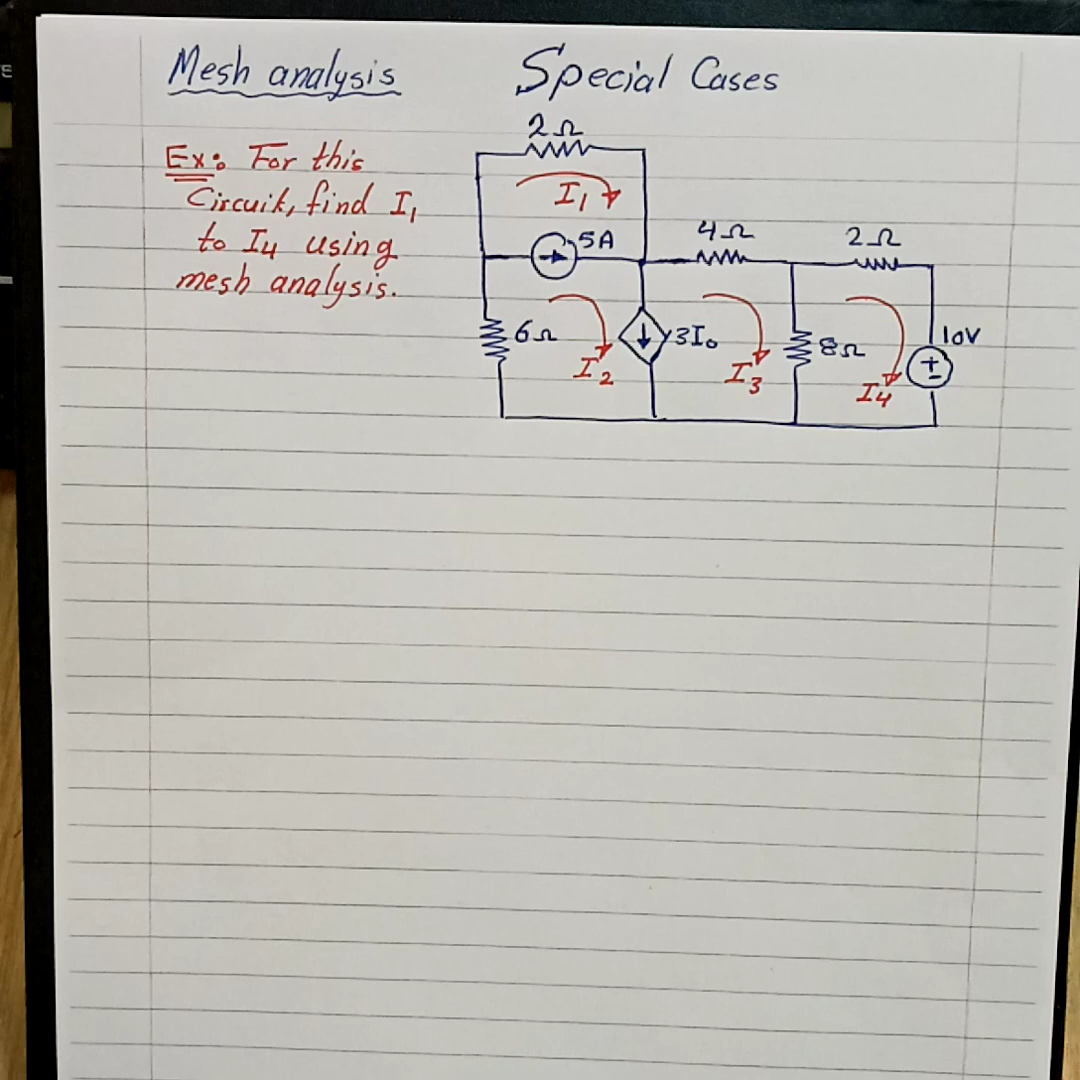 Mesh analysis
Special Cases
Ex: For this
Circuit, find I₁
to I₄ using
mesh analysis.
2Ω
I₁
5A
4Ω
2Ω
6Ω
I₂
3I₀
I₃
8Ω
I₄
10V